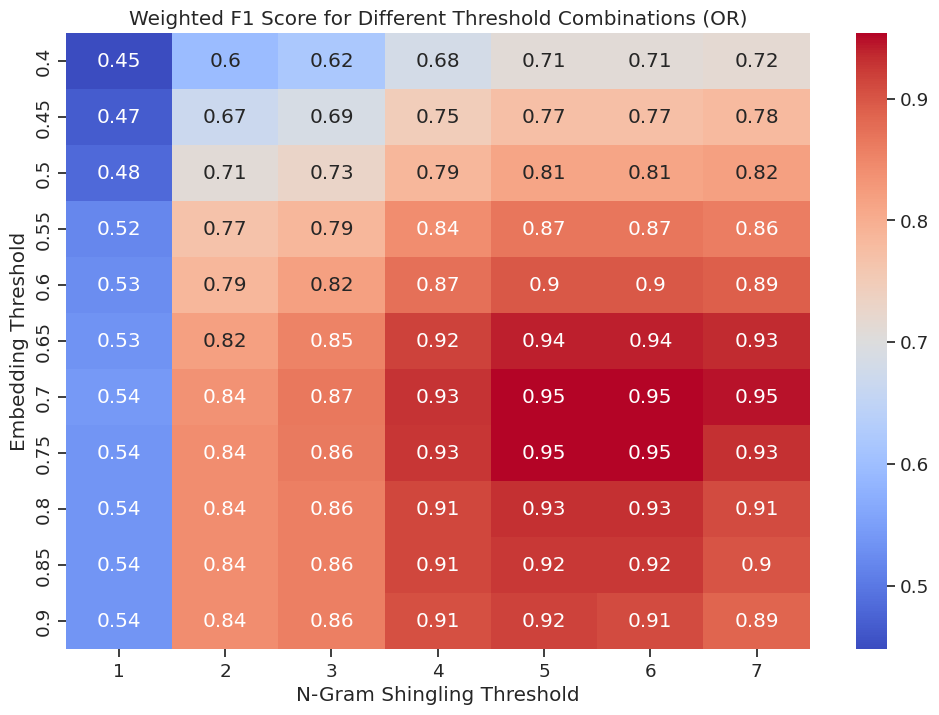 Weighted F1 Score for Different Threshold Combinations (OR)
Embedding Threshold
0.4 0.45 0.6 0.62 0.68 0.71 0.71 0.72
0.45 0.47 0.67 0.69 0.75 0.77 0.77 0.78
0.5 0.48 0.71 0.73 0.79 0.81 0.81 0.82
0.55 0.52 0.77 0.79 0.84 0.87 0.87 0.86
0.6 0.53 0.79 0.82 0.87 0.9 0.9 0.89
0.65 0.53 0.82 0.85 0.92 0.94 0.94 0.93
0.7 0.54 0.84 0.87 0.93 0.95 0.95 0.95
0.75 0.54 0.84 0.86 0.93 0.95 0.95 0.93
0.8 0.54 0.84 0.86 0.91 0.93 0.93 0.91
0.85 0.54 0.84 0.86 0.91 0.92 0.92 0.9
0.9 0.54 0.84 0.86 0.91 0.92 0.91 0.89
1 2 3 4 5 6 7
N-Gram Shingling Threshold
0.9
0.8
0.7
0.6
0.5